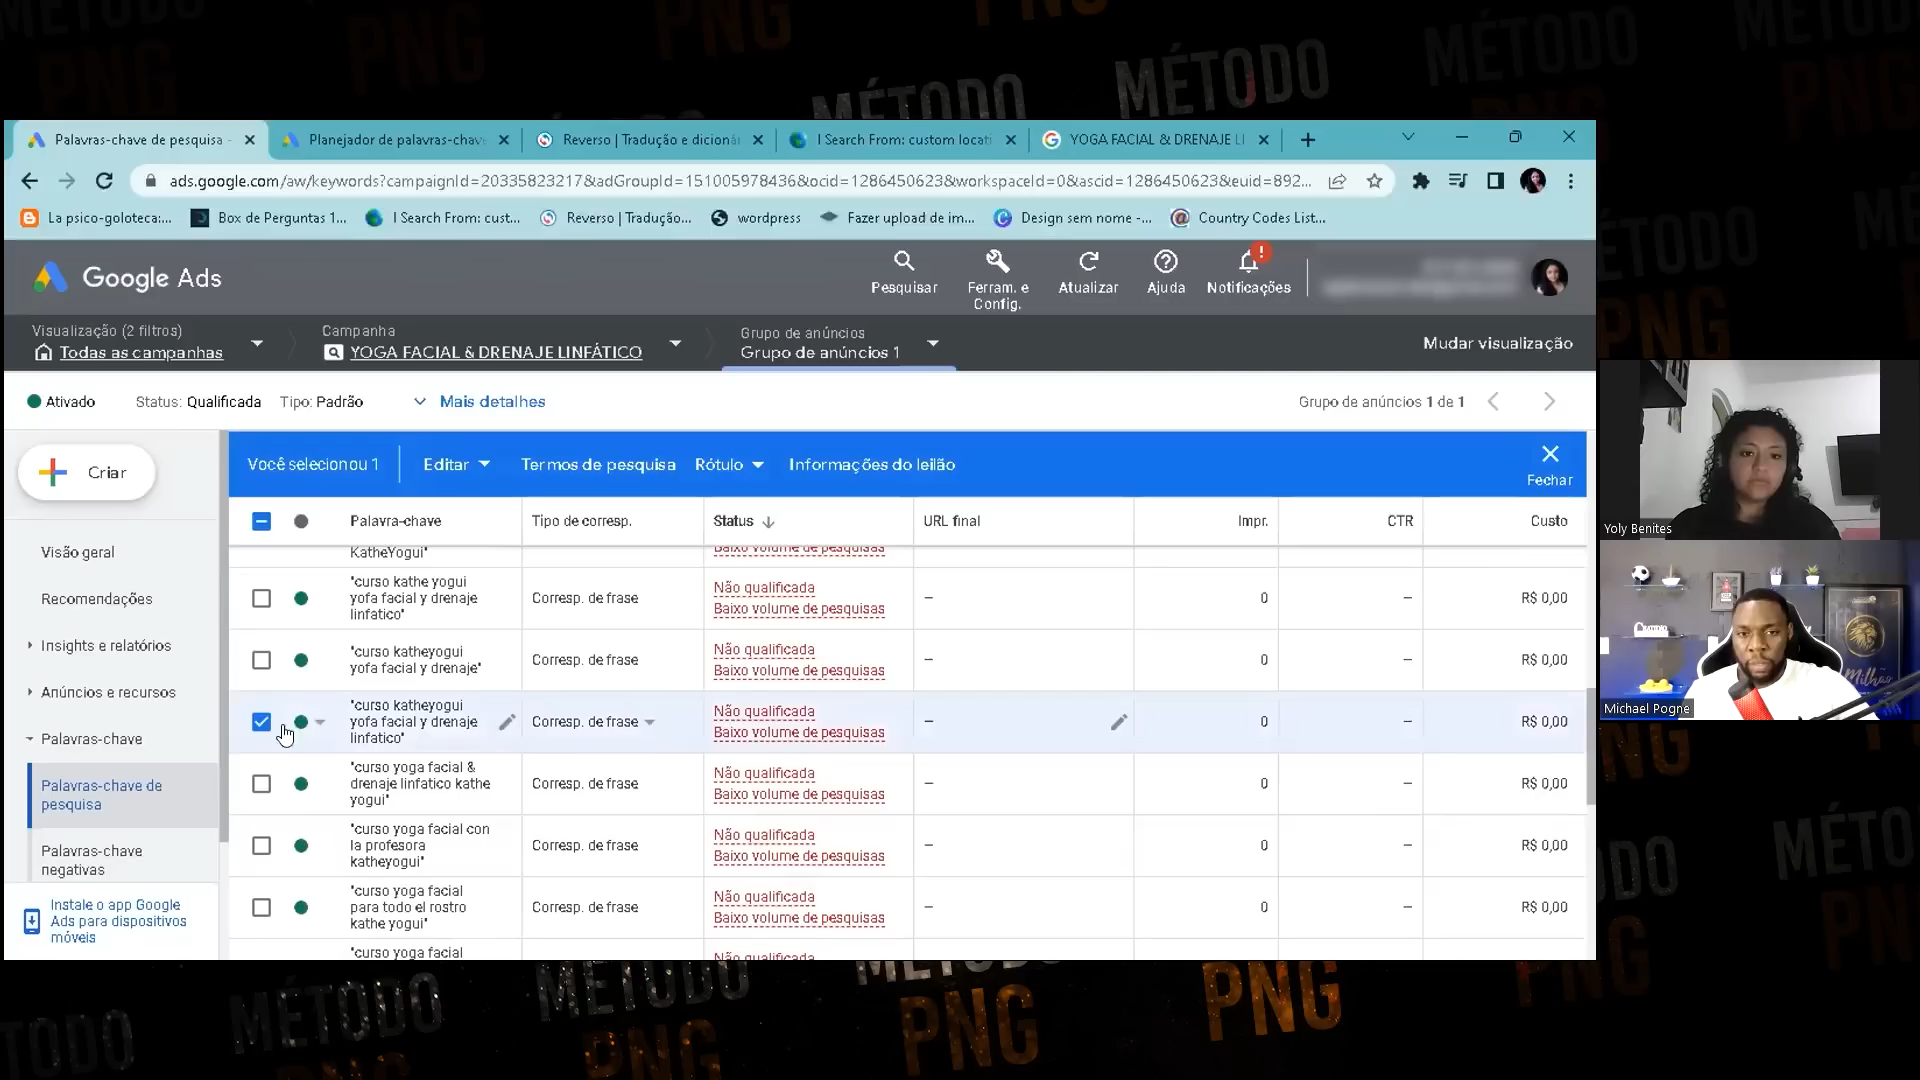 MÉTODO
PNG
Palavras-chave de pesquisa -
Planejador de palavras-chav
Reverso | Tradução e dicioná
I Search From: custom locati
YOGA FACIAL & DRENAJE LI
ads.google.com/aw/keywords?campaignId=20335823217&adGroupId=151005978436&ocid=1286450623&workspaceId=0&ascid=1286450623&euid=892...
La psico-goloteca:...
Box de Perguntas 1...
I Search From: cust...
Reverso | Tradução...
wordpress
Fazer upload de im...
Design sem nome -...
Country Codes List...
Google Ads
Pesquisar
Ferram. e
Config.
Atualizar
Ajuda
Notificações
Visualização (2 filtros)
Todas as campanhas
Campanha
YOGA FACIAL & DRENAJE LINFÁTICO
Grupo de anúncios
Grupo de anúncios 1
Mudar visualização
Ativado
Status: Qualificada
Tipo: Padrão
Mais detalhes
Grupo de anúncios 1 de 1
Criar
Visão geral
Recomendações
Insights e relatórios
Anúncios e recursos
Palavras-chave
Palavras-chave de
pesquisa
Palavras-chave
negativas
Instale o app Google
Ads para dispositivos
móveis
Você selecionou 1
Editar
Termos de pesquisa
Rótulo
Informações do leilão
Fechar
Palavra-chave
Tipo de corresp.
Status
URL final
Impr.
CTR
Custo
KatheYogui"
Baixo volume de pesquisas
"curso kathe yogui
yofa facial y drenaje
linfatico"
Corresp. de frase
Não qualificada
Baixo volume de pesquisas
–
0
–
R$ 0,00
"curso katheyogui
yofa facial y drenaje"
Corresp. de frase
Não qualificada
Baixo volume de pesquisas
–
0
–
R$ 0,00
"curso katheyogui
yofa facial y drenaje
linfatico"
Corresp. de frase
Não qualificada
Baixo volume de pesquisas
–
0
–
R$ 0,00
"curso yoga facial &
drenaje linfatico kathe
yogui"
Corresp. de frase
Não qualificada
Baixo volume de pesquisas
–
0
–
R$ 0,00
"curso yoga facial con
la profesora
katheyogui"
Corresp. de frase
Não qualificada
Baixo volume de pesquisas
–
0
–
R$ 0,00
"curso yoga facial
para todo el rostro
kathe yogui"
Corresp. de frase
Não qualificada
Baixo volume de pesquisas
–
0
–
R$ 0,00
"curso yoga facial
Não qualificada
Yoly Benites
Michael Pogne
Milhão
MÉTODO
PNG